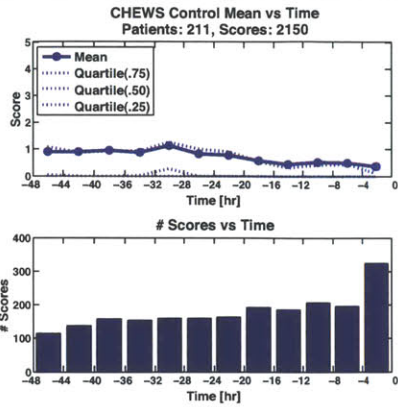 CHEWS Control Mean vs Time
Patients: 211, Scores: 2150
5
4
3
2
1
0
Score
Mean
Quartile(.75)
Quartile(.50)
Quartile(.25)
-48 -44 -40 -36 -32 -28 -24 -20 -16 -12 -8 -4 0
Time [hr]
# Scores vs Time
400
300
200
100
0
# Scores
-48 -44 -40 -36 -32 -28 -24 -20 -16 -12 -8 -4 0
Time [hr]